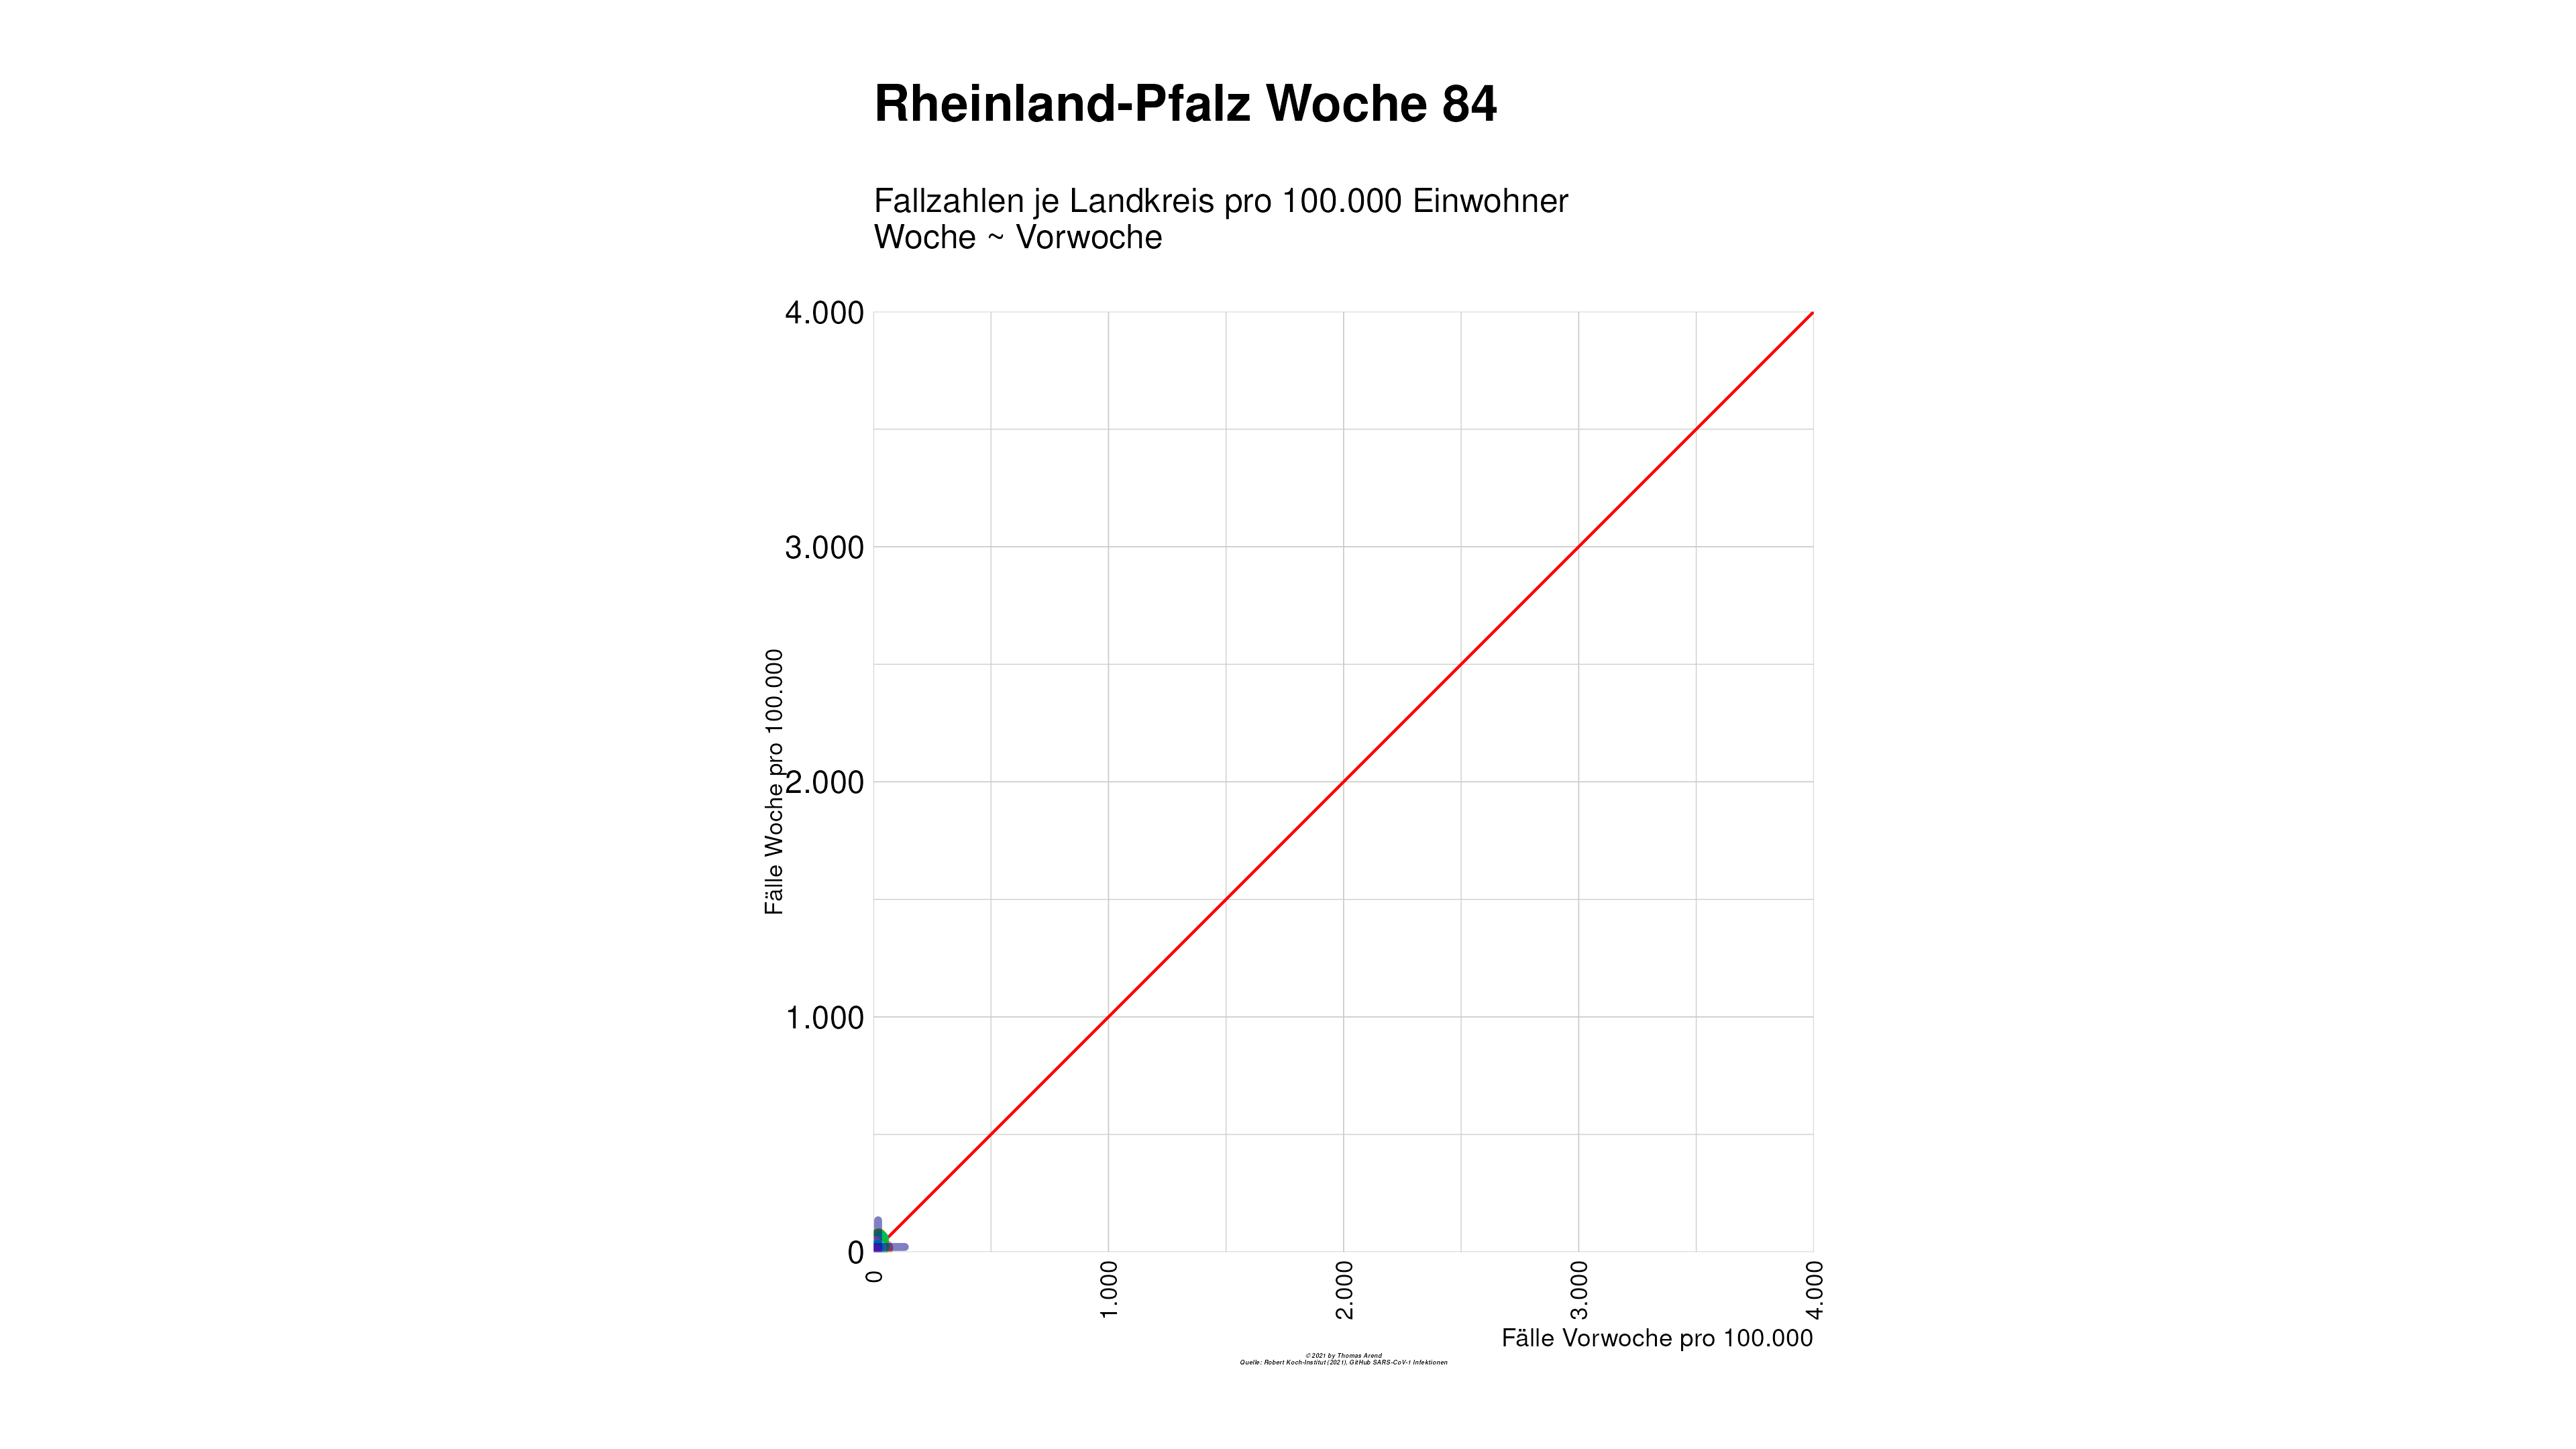 Rheinland-Pfalz Woche 84
Fallzahlen je Landkreis pro 100.000 Einwohner
Woche ~ Vorwoche
4.000
3.000
2.000
1.000
0
Fälle Woche pro 100.000
0
1.000
2.000
3.000
4.000
Fälle Vorwoche pro 100.000
© 2021 by Thomas Arend
Quelle: Robert Koch-Institut (2021), GitHub SARS-CoV-1 Infektionen